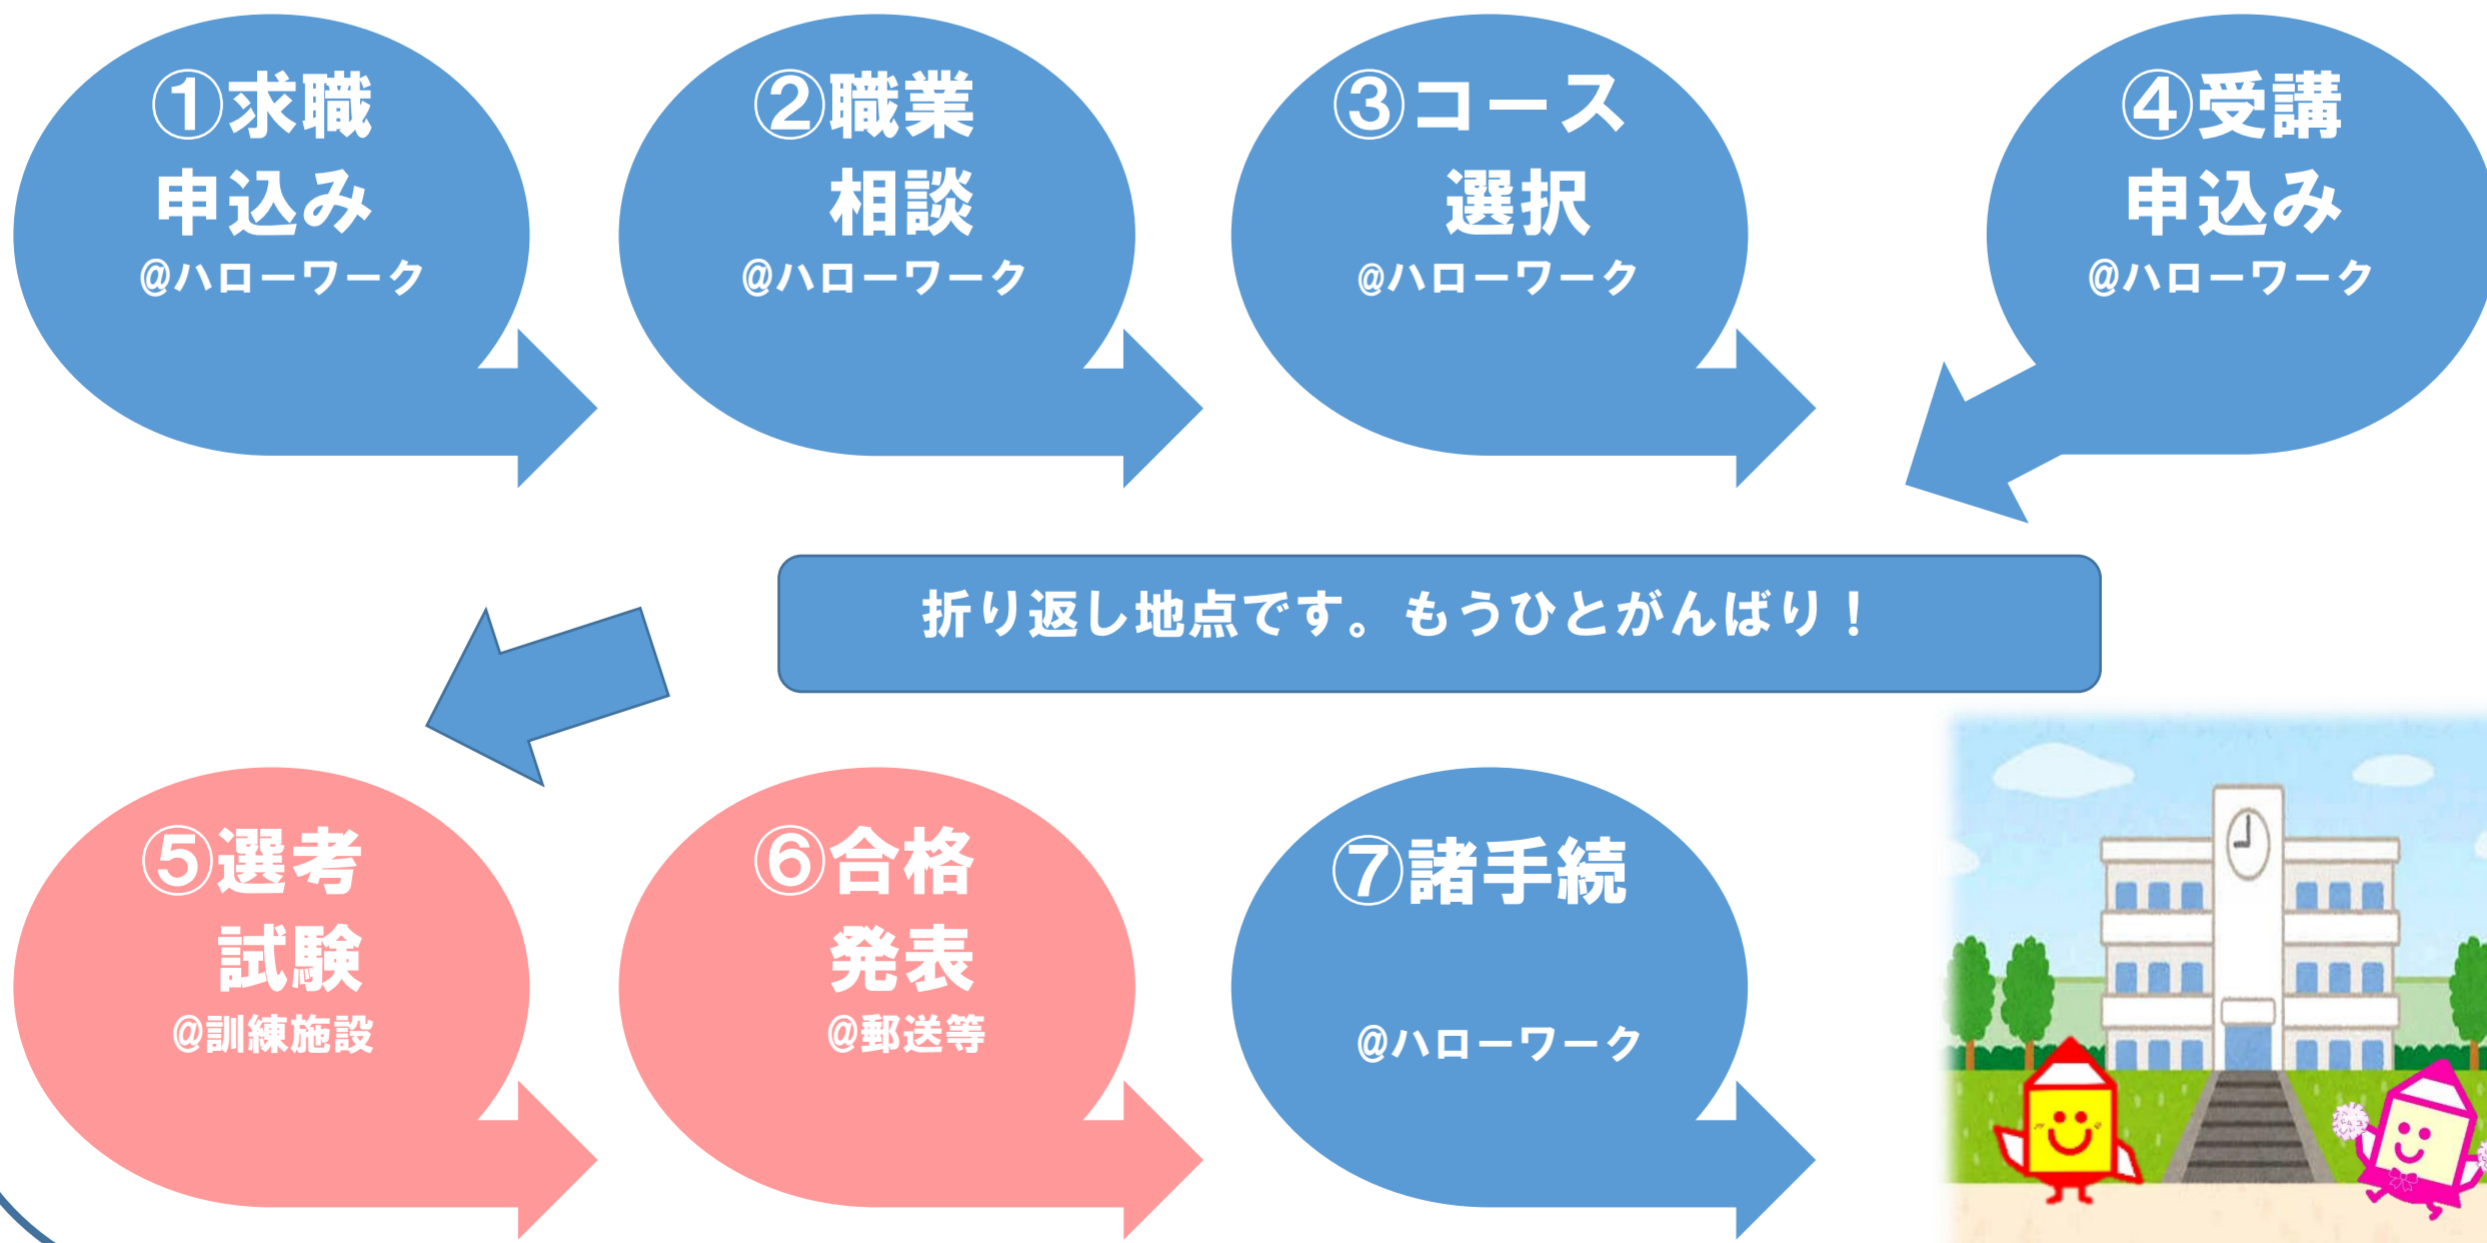 ①求職
申込み
@ハローワーク
②職業
相談
@ハローワーク
③コース
選択
@ハローワーク
④受講
申込み
@ハローワーク
折り返し地点です。もうひとがんばり！
⑤選考
試験
@訓練施設
⑥合格
発表
@郵送等
⑦諸手続
@ハローワーク